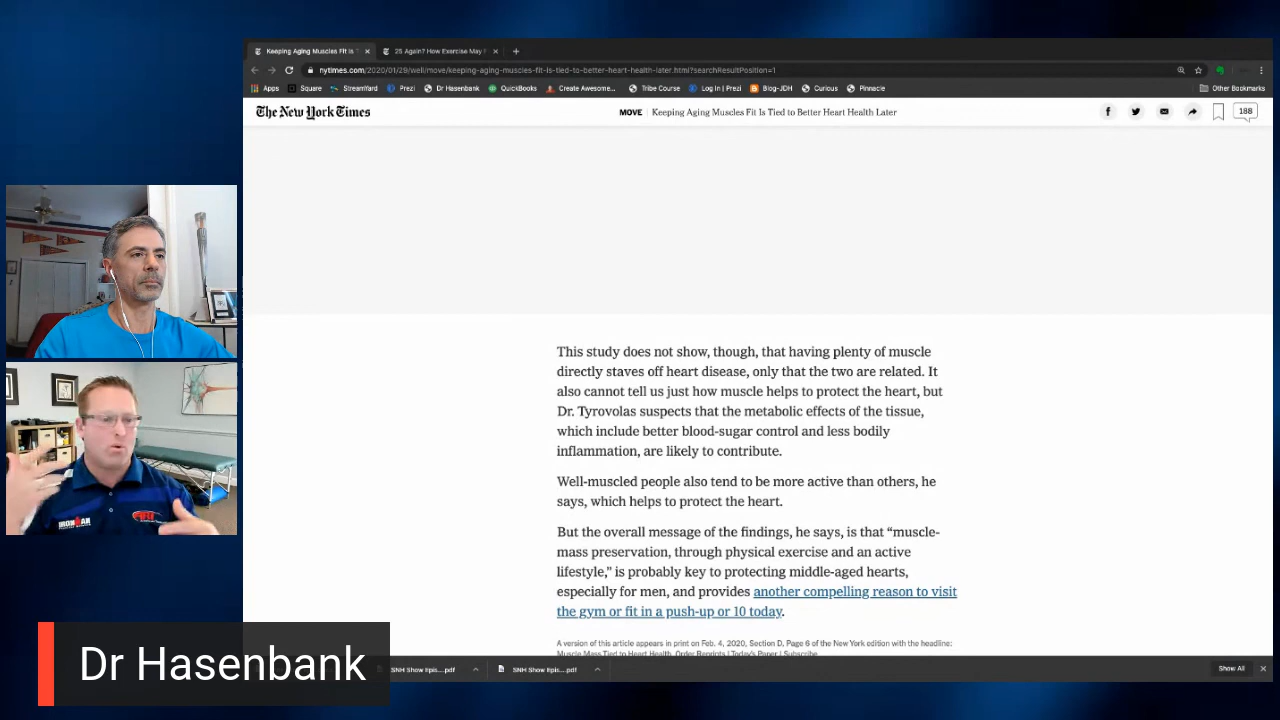 Keeping Aging Muscles Fit Is T
25 Again? How Exercise May R
nytimes.com/2020/01/29/well/move/keeping-aging-muscles-fit-is-tied-to-better-heart-health-later.html?searchResultPosition=1
Apps Square StreamYard Prezi Dr Hasenbank QuickBooks Create Awesome... Tribe Course Log In | Prezi Blog-JDH Curious Pinnacle Other Bookmarks
The New York Times MOVE | Keeping Aging Muscles Fit Is Tied to Better Heart Health Later 188
This study does not show, though, that having plenty of muscle
directly staves off heart disease, only that the two are related. It
also cannot tell us just how muscle helps to protect the heart, but
Dr. Tyrovolas suspects that the metabolic effects of the tissue,
which include better blood-sugar control and less bodily
inflammation, are likely to contribute.
Well-muscled people also tend to be more active than others, he
says, which helps to protect the heart.
But the overall message of the findings, he says, is that “muscle-
mass preservation, through physical exercise and an active
lifestyle,” is probably key to protecting middle-aged hearts,
especially for men, and provides another compelling reason to visit
the gym or fit in a push-up or 10 today.
A version of this article appears in print on Feb. 4, 2020, Section D, Page 6 of the New York edition with the headline:
Muscle Mass Tied to Heart Health. Order Reprints | Today's Paper | Subscribe
SNH Show Epis....pdf SNH Show Epis....pdf Show All
IRONMAN
Dr Hasenbank